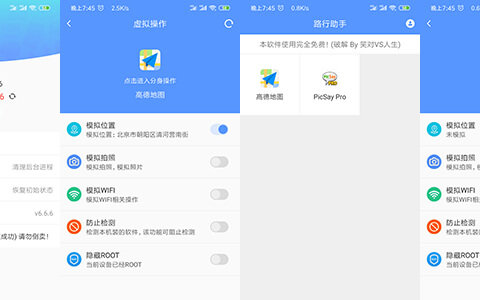 6
6
清理后台进程
恢复初始状态
v6.6.6
成功) 请勿倒卖!
晚上7:45 2.5K/s
虚拟操作
点击进入分身操作
高德地图
模拟位置
模拟位置: 北京市朝阳区清河营南街
模拟拍照
模拟拍照，模拟照片
模拟WIFI
模拟WIFI相关操作
防止检测
检测本机装的软件，该功能可阻止检测
隐藏ROOT
当前设备已经ROOT
晚上7:45 0.8K/s
路行助手
本软件使用完全免费! (破解 By 笑对VS人生)
高德地图
PicSay Pro
晚上7:45
模拟位置
未模拟
模拟拍照
模拟拍照，模
模拟WIFI
模拟WIFI相关
防止检测
检测本机装的
隐藏ROOT
当前设备已经